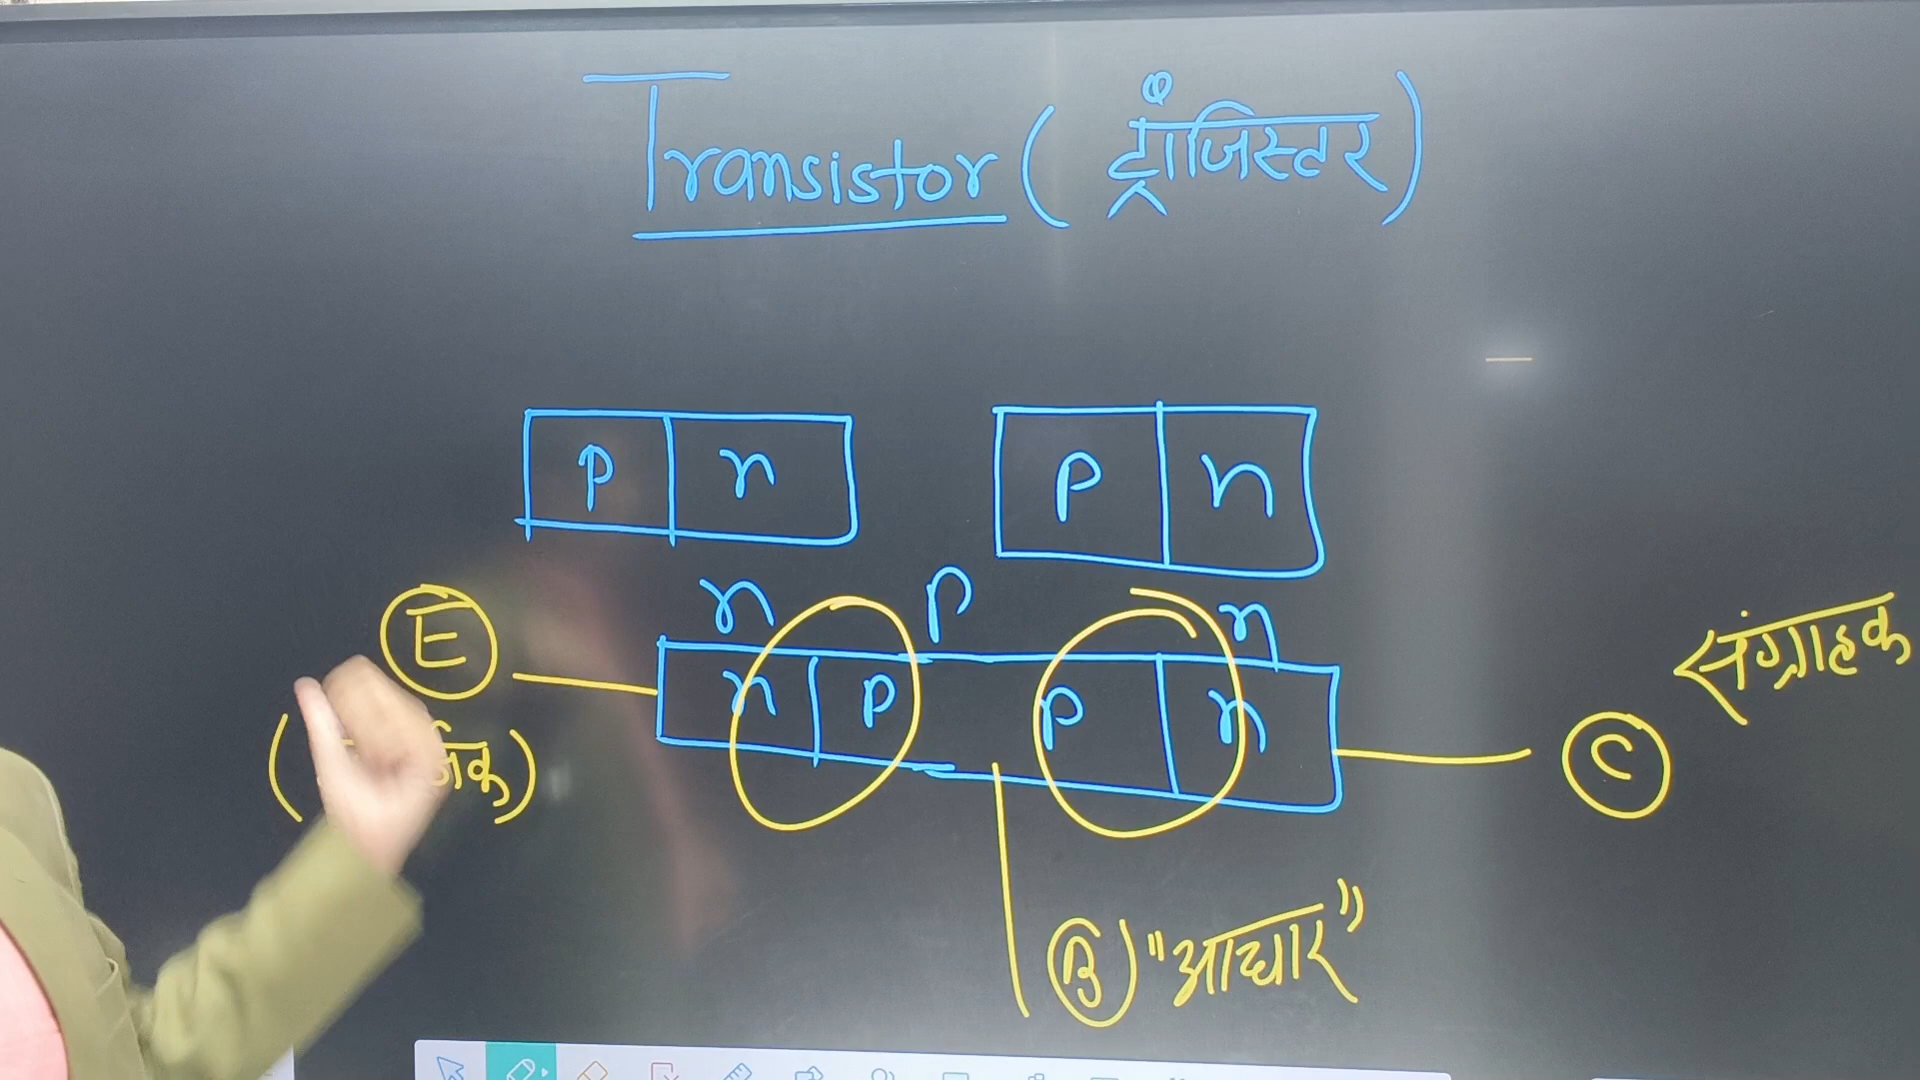 Transistor ( ट्रांजिस्टर )
p n p n
n p n
E n p p n C संग्राहक
B "आधार"